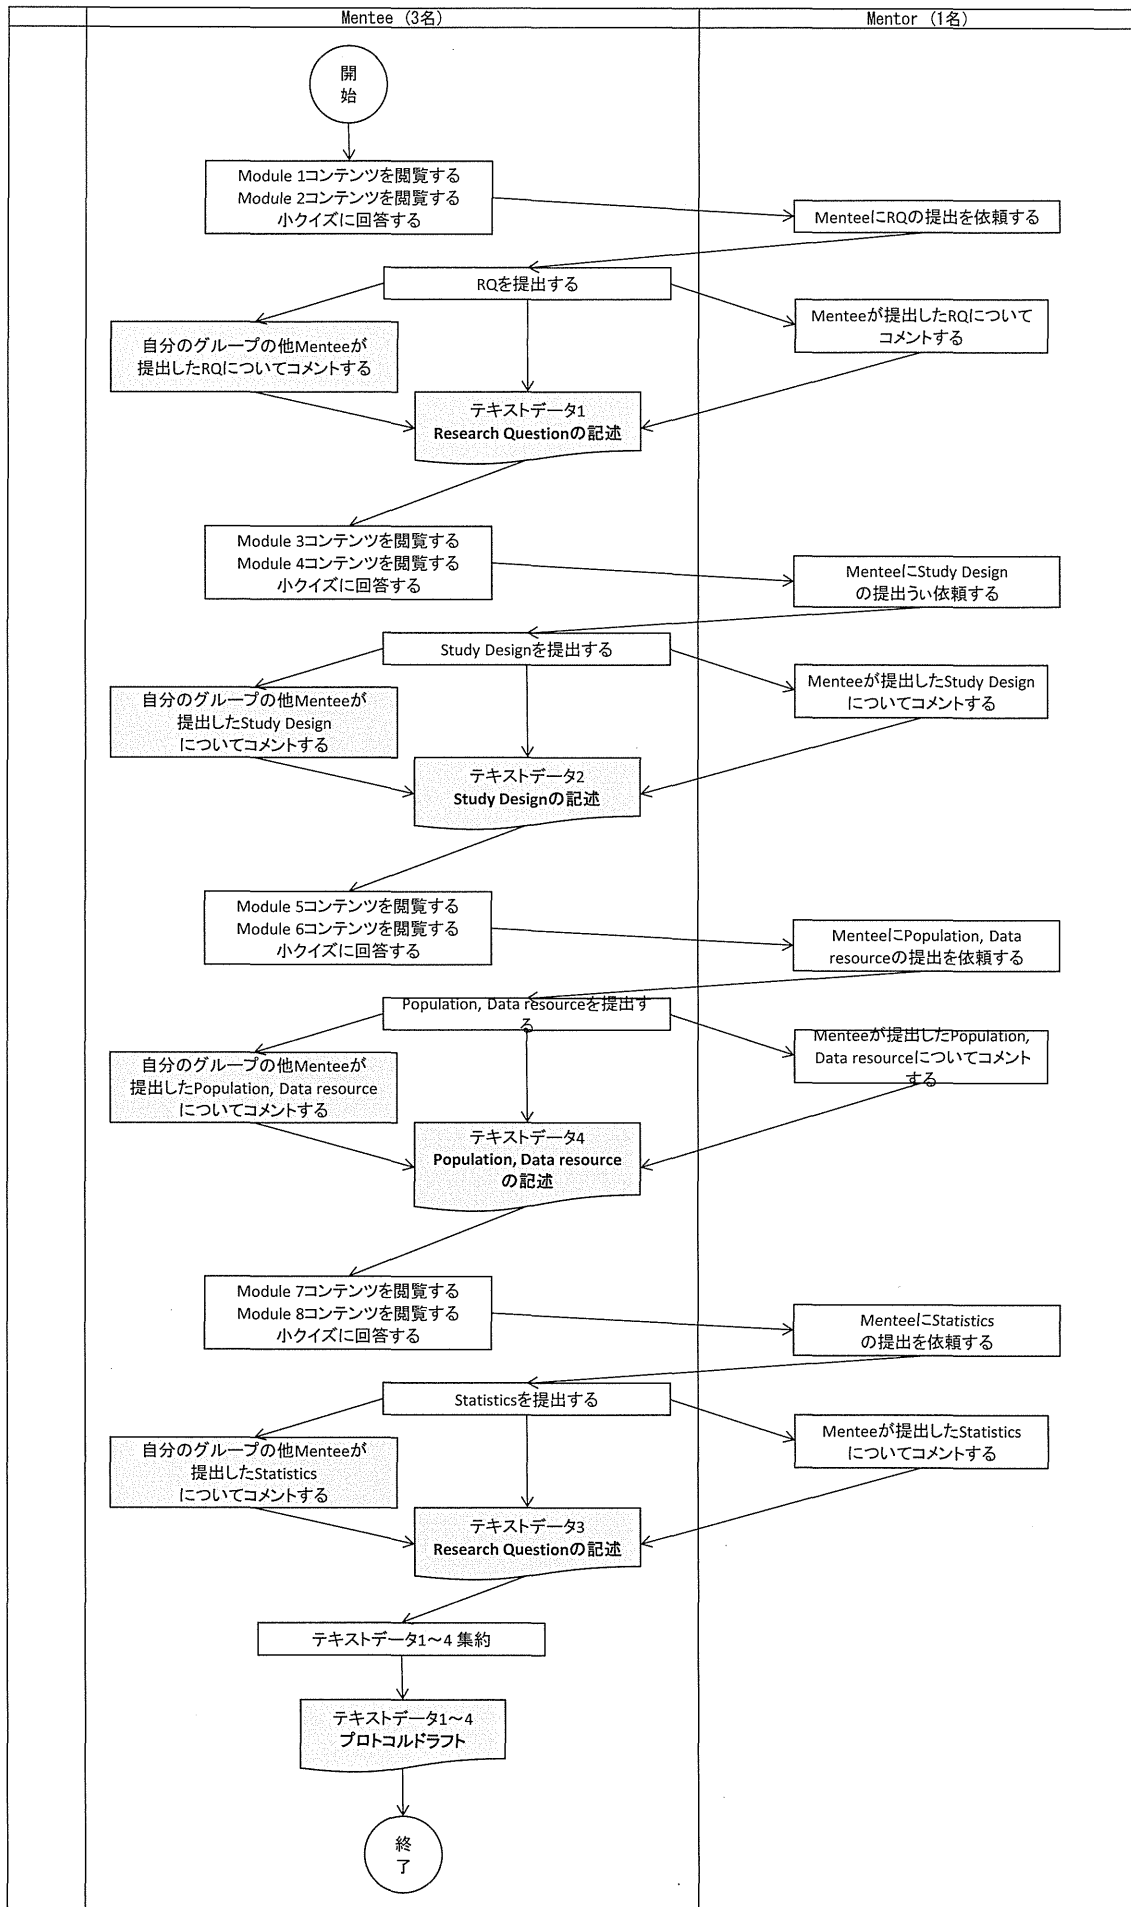 Mentee (3名)
Mentor (1名)
開
始
Module 1コンテンツを閲覧する
Module 2コンテンツを閲覧する
小クイズに回答する
MenteeにRQの提出を依頼する
RQを提出する
Menteeが提出したRQについて
コメントする
自分のグループの他Menteeが
提出したRQについてコメントする
テキストデータ1
Research Questionの記述
Module 3コンテンツを閲覧する
Module 4コンテンツを閲覧する
小クイズに回答する
MenteeにStudy Design
の提出うぃ依頼する
Study Designを提出する
Menteeが提出したStudy Design
についてコメントする
自分のグループの他Menteeが
提出したStudy Design
についてコメントする
テキストデータ2
Study Designの記述
Module 5コンテンツを閲覧する
Module 6コンテンツを閲覧する
小クイズに回答する
MenteeにPopulation, Data
resourceの提出を依頼する
Population, Data resourceを提出す
る
Menteeが提出したPopulation,
Data resourceについてコメント
する
自分のグループの他Menteeが
提出したPopulation, Data resource
についてコメントする
テキストデータ4
Population, Data resource
の記述
Module 7コンテンツを閲覧する
Module 8コンテンツを閲覧する
小クイズに回答する
MenteeにStatistics
の提出を依頼する
Statisticsを提出する
Menteeが提出したStatistics
についてコメントする
自分のグループの他Menteeが
提出したStatistics
についてコメントする
テキストデータ3
Research Questionの記述
テキストデータ1～4 集約
テキストデータ1～4
プロトコルドラフト
終
了